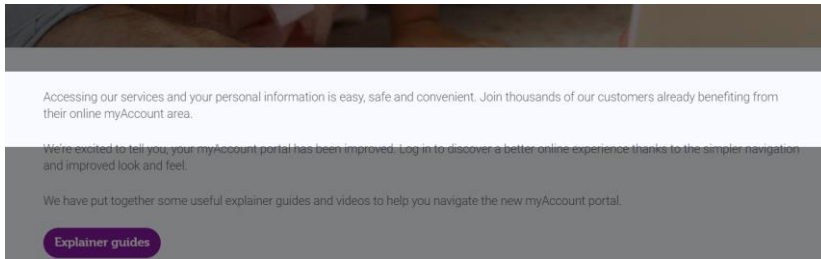 Accessing our services and your personal information is easy, safe and convenient. Join thousands of our customers already benefiting from
their online myAccount area.
We're excited to tell you, your myAccount portal has been improved. Log in to discover a better online experience thanks to the simpler navigation
and improved look and feel.
We have put together some useful explainer guides and videos to help you navigate the new myAccount portal.
Explainer guides